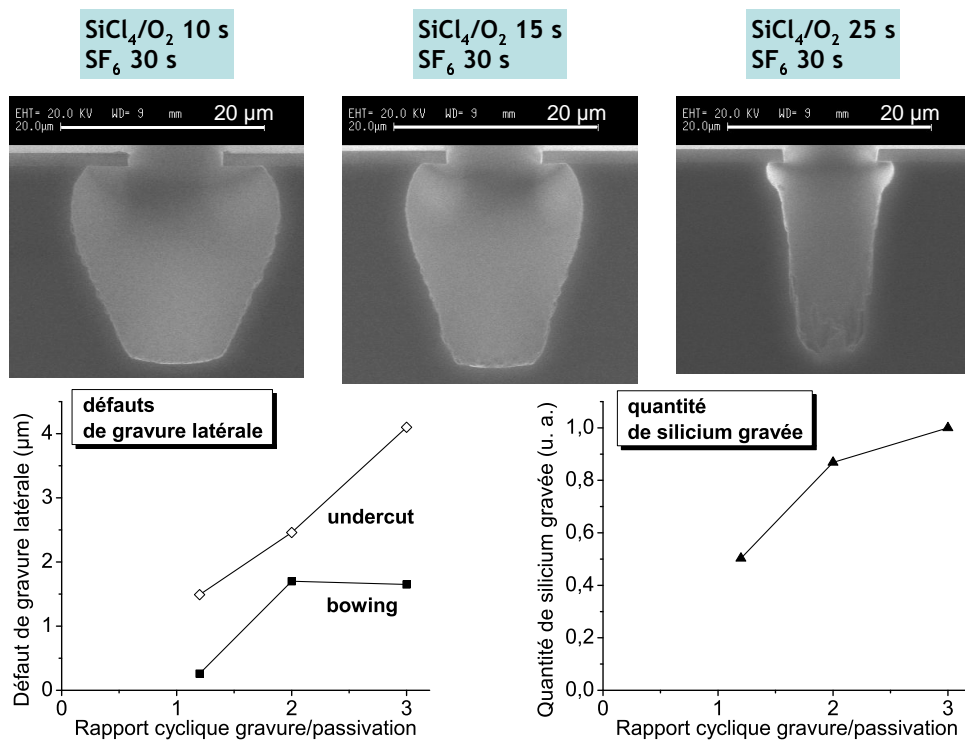 SiCl4/O2 10 s
SF6 30 s
SiCl4/O2 15 s
SF6 30 s
SiCl4/O2 25 s
SF6 30 s
EHT= 20.0 KV WD= 9 mm 20 µm
20.0µm
EHT= 20.0 KV WD= 9 mm 20 µm
20.0µm
EHT= 20.0 KV WD= 9 mm 20 µm
20.0µm
défauts
de gravure latérale
Défaut de gravure latérale (µm)
4
3
2
1
0
undercut
bowing
0 1 2 3
Rapport cyclique gravure/passivation
quantité
de silicium gravée
Quantité de silicium gravée (u. a.)
1,0
0,8
0,6
0,4
0,2
0,0
0 1 2 3
Rapport cyclique gravure/passivation